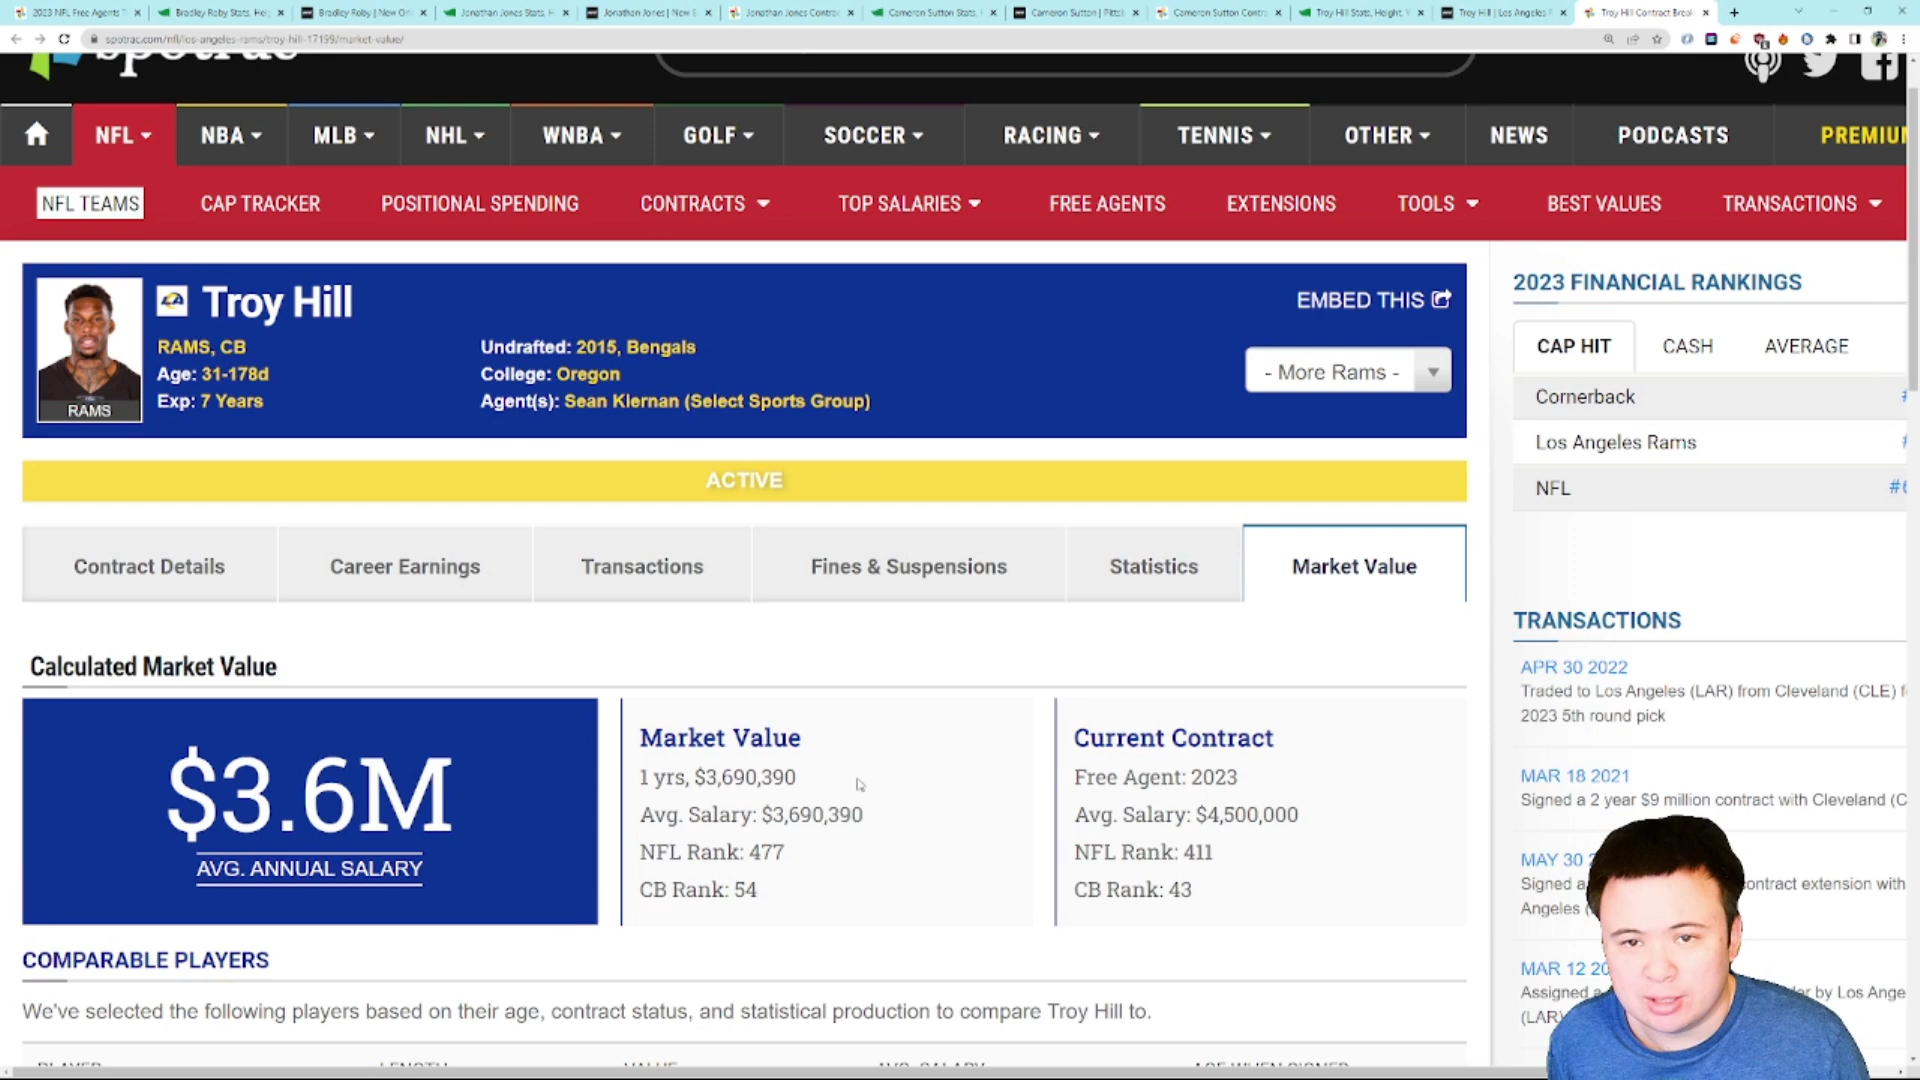 2023 NFL Free Agents T
Bradley Roby Stats, Hei
Bradley Roby | New Or
Jonathan Jones Stats, H
Jonathan Jones | New E
Jonathan Jones Contrac
Cameron Sutton Stats,
Cameron Sutton | Pittsb
Cameron Sutton Contr
Troy Hill Stats, Height, W
Troy Hill | Los Angeles R
Troy Hill Contract Break
spotrac.com/nfl/los-angeles-rams/troy-hill-17199/market-value/
spotrac
NFL NBA MLB NHL WNBA GOLF SOCCER RACING TENNIS OTHER NEWS PODCASTS PREMIUM
NFL TEAMS CAP TRACKER POSITIONAL SPENDING CONTRACTS TOP SALARIES FREE AGENTS EXTENSIONS TOOLS BEST VALUES TRANSACTIONS
Troy Hill
EMBED THIS
RAMS, CB
Undrafted: 2015, Bengals
Age: 31-178d
College: Oregon
Exp: 7 Years
Agent(s): Sean Kiernan (Select Sports Group)
RAMS
- More Rams -
ACTIVE
Contract Details Career Earnings Transactions Fines & Suspensions Statistics Market Value
Calculated Market Value
$3.6M
AVG. ANNUAL SALARY
Market Value
1 yrs, $3,690,390
Avg. Salary: $3,690,390
NFL Rank: 477
CB Rank: 54
Current Contract
Free Agent: 2023
Avg. Salary: $4,500,000
NFL Rank: 411
CB Rank: 43
COMPARABLE PLAYERS
We've selected the following players based on their age, contract status, and statistical production to compare Troy Hill to.
PLAYER LENGTH VALUE AVG. SALARY AGE WHEN SIGNED
2023 FINANCIAL RANKINGS
CAP HIT CASH AVERAGE
Cornerback #
Los Angeles Rams #
NFL #6
TRANSACTIONS
APR 30 2022
Traded to Los Angeles (LAR) from Cleveland (CLE) f
2023 5th round pick
MAR 18 2021
Signed a 2 year $9 million contract with Cleveland (C
MAY 30 2
Signed a contract extension with
Angeles (
MAR 12 20
Assigned a er by Los Ange
(LAR)